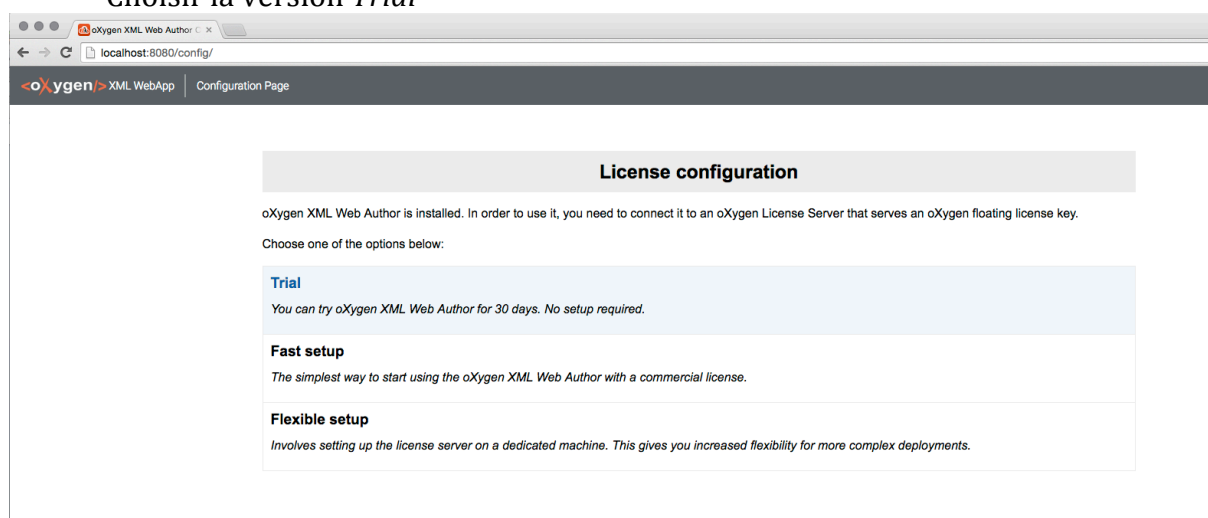 Choisir la version Trial
oXygen XML Web Author C
localhost:8080/config/
<oXygen/> XML WebApp Configuration Page
License configuration
oXygen XML Web Author is installed. In order to use it, you need to connect it to an oXygen License Server that serves an oXygen floating license key.
Choose one of the options below:
Trial
You can try oXygen XML Web Author for 30 days. No setup required.
Fast setup
The simplest way to start using the oXygen XML Web Author with a commercial license.
Flexible setup
Involves setting up the license server on a dedicated machine. This gives you increased flexibility for more complex deployments.